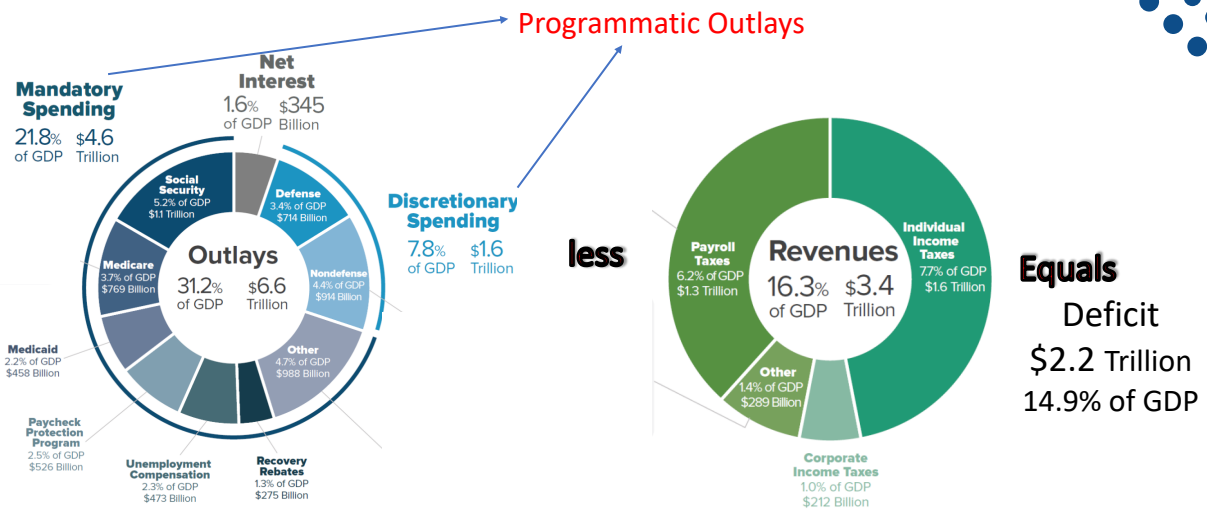 Programmatic Outlays
Mandatory
Spending
21.8% $4.6
of GDP Trillion
Net
Interest
1.6% $345
of GDP Billion
Social
Security
5.2% of GDP
$1.1 Trillion
Defense
3.4% of GDP
$714 Billion
Discretionary
Spending
7.8% $1.6
of GDP Trillion
Medicare
3.7% of GDP
$769 Billion
Outlays
31.2% $6.6
of GDP Trillion
Nondefense
4.4% of GDP
$914 Billion
Medicaid
2.2% of GDP
$458 Billion
Other
4.7% of GDP
$988 Billion
Paycheck
Protection
Program
2.5% of GDP
$526 Billion
Unemployment
Compensation
2.3% of GDP
$473 Billion
Recovery
Rebates
1.3% of GDP
$275 Billion
less
Payroll
Taxes
6.2% of GDP
$1.3 Trillion
Revenues
16.3% $3.4
of GDP Trillion
Individual
Income
Taxes
7.7% of GDP
$1.6 Trillion
Other
1.4% of GDP
$289 Billion
Corporate
Income Taxes
1.0% of GDP
$212 Billion
Equals
Deficit
$2.2 Trillion
14.9% of GDP